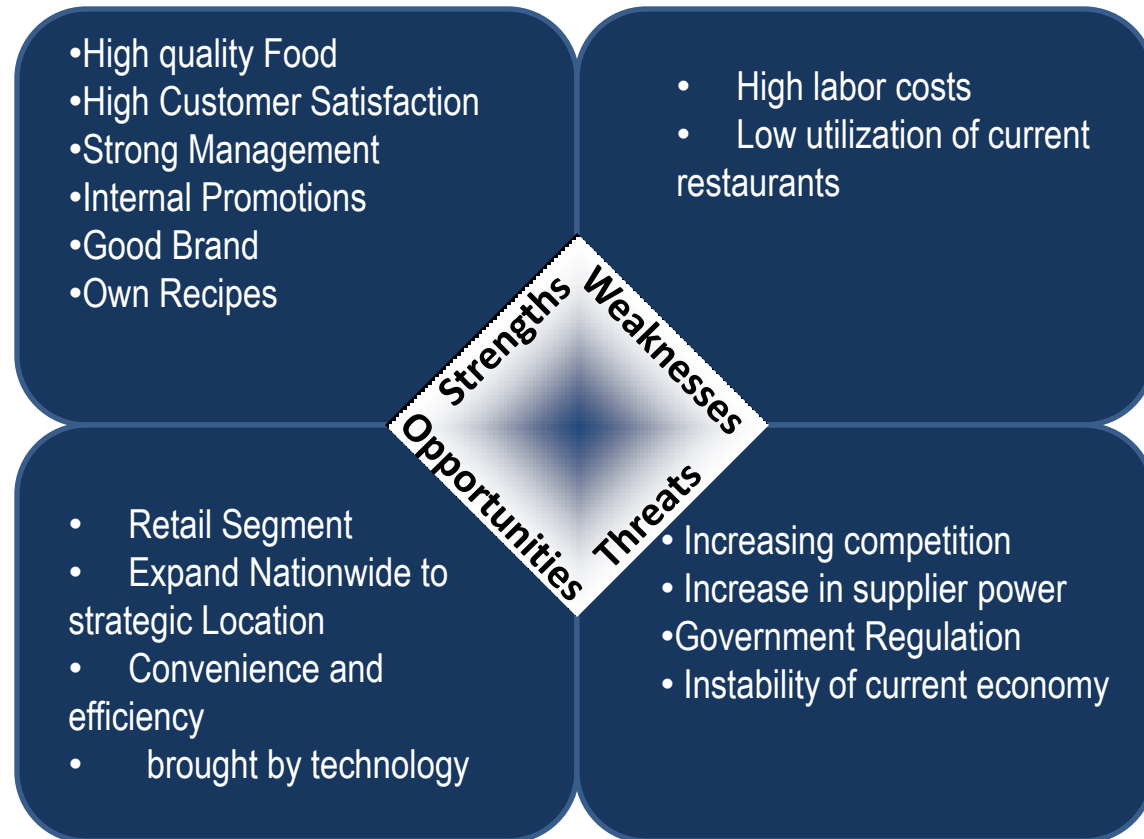 •High quality Food
•High Customer Satisfaction
•Strong Management
•Internal Promotions
•Good Brand
•Own Recipes
• High labor costs
• Low utilization of current
restaurants
Strengths
Weaknesses
Opportunities
Threats
• Retail Segment
• Expand Nationwide to
strategic Location
• Convenience and
efficiency
• brought by technology
• Increasing competition
• Increase in supplier power
•Government Regulation
• Instability of current economy